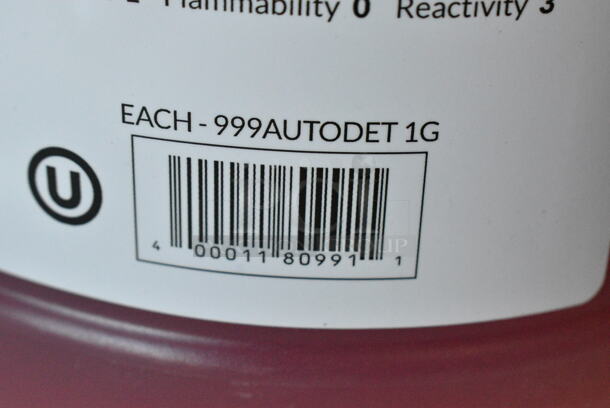 Flammability 0 Reactivity 3
EACH - 999AUTODET 1G
U
4 00011 80991 1